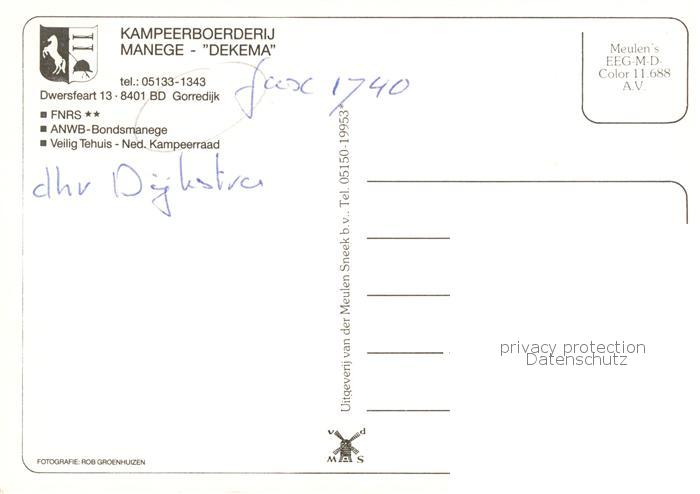 KAMPEERBOERDERIJ
MANEGE - "DEKEMA"
tel.: 05133-1343
Dwersfeart 13 · 8401 BD Gorredijk
■ FNRS ★★
■ ANWB-Bondsmanege
■ Veilig Tehuis - Ned. Kampeerraad
fax 1740
dhr Dijkstra
Uitgeverij van der Meulen Sneek b.v.. Tel. 05150-19953*
Meulen's
EEG-M-D-
Color 11.688
A.V.
privacy protection
Datenschutz
v d
M S
FOTOGRAFIE: ROB GROENHUIZEN